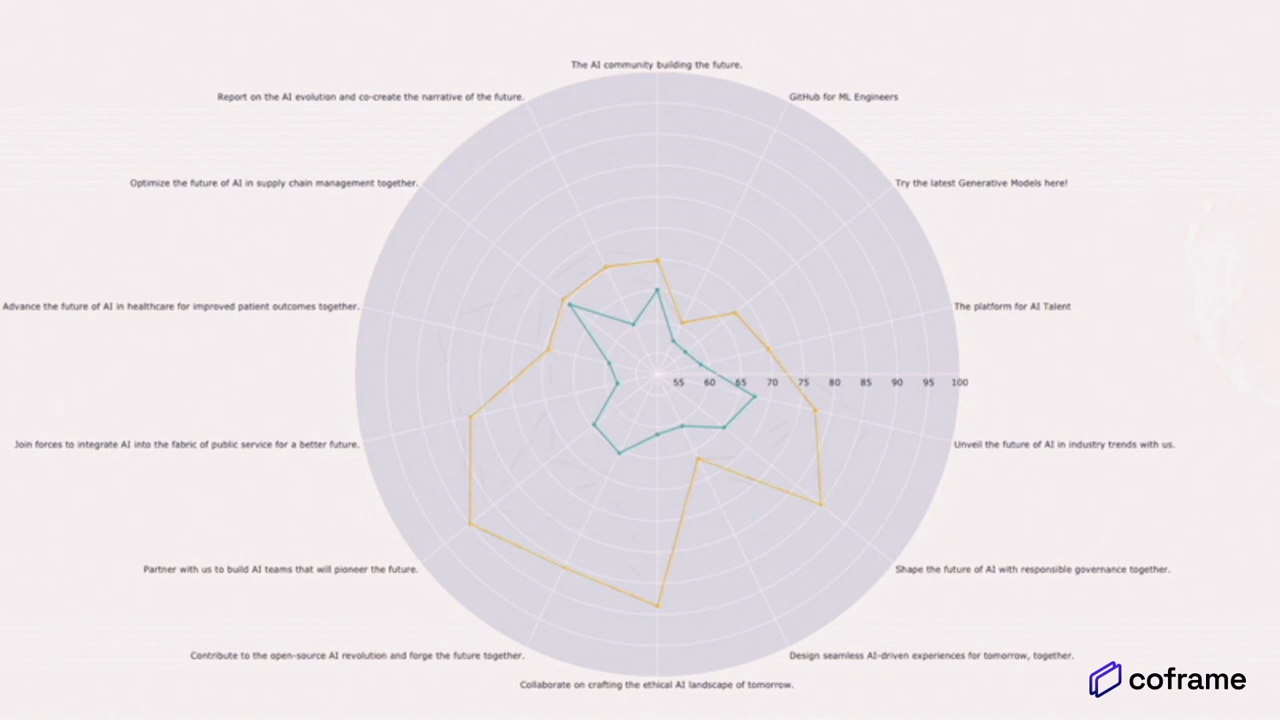 The AI community building the future.
Report on the AI evolution and co-create the narrative of the future.
GitHub for ML Engineers
Optimize the future of AI in supply chain management together.
Try the latest Generative Models here!
Advance the future of AI in healthcare for improved patient outcomes together.
The platform for AI Talent
55 60 65 70 75 80 85 90 95 100
Join forces to integrate AI into the fabric of public service for a better future.
Unveil the future of AI in industry trends with us.
Partner with us to build AI teams that will pioneer the future.
Shape the future of AI with responsible governance together.
Contribute to the open-source AI revolution and forge the future together.
Design seamless AI-driven experiences for tomorrow, together.
Collaborate on crafting the ethical AI landscape of tomorrow.
coframe